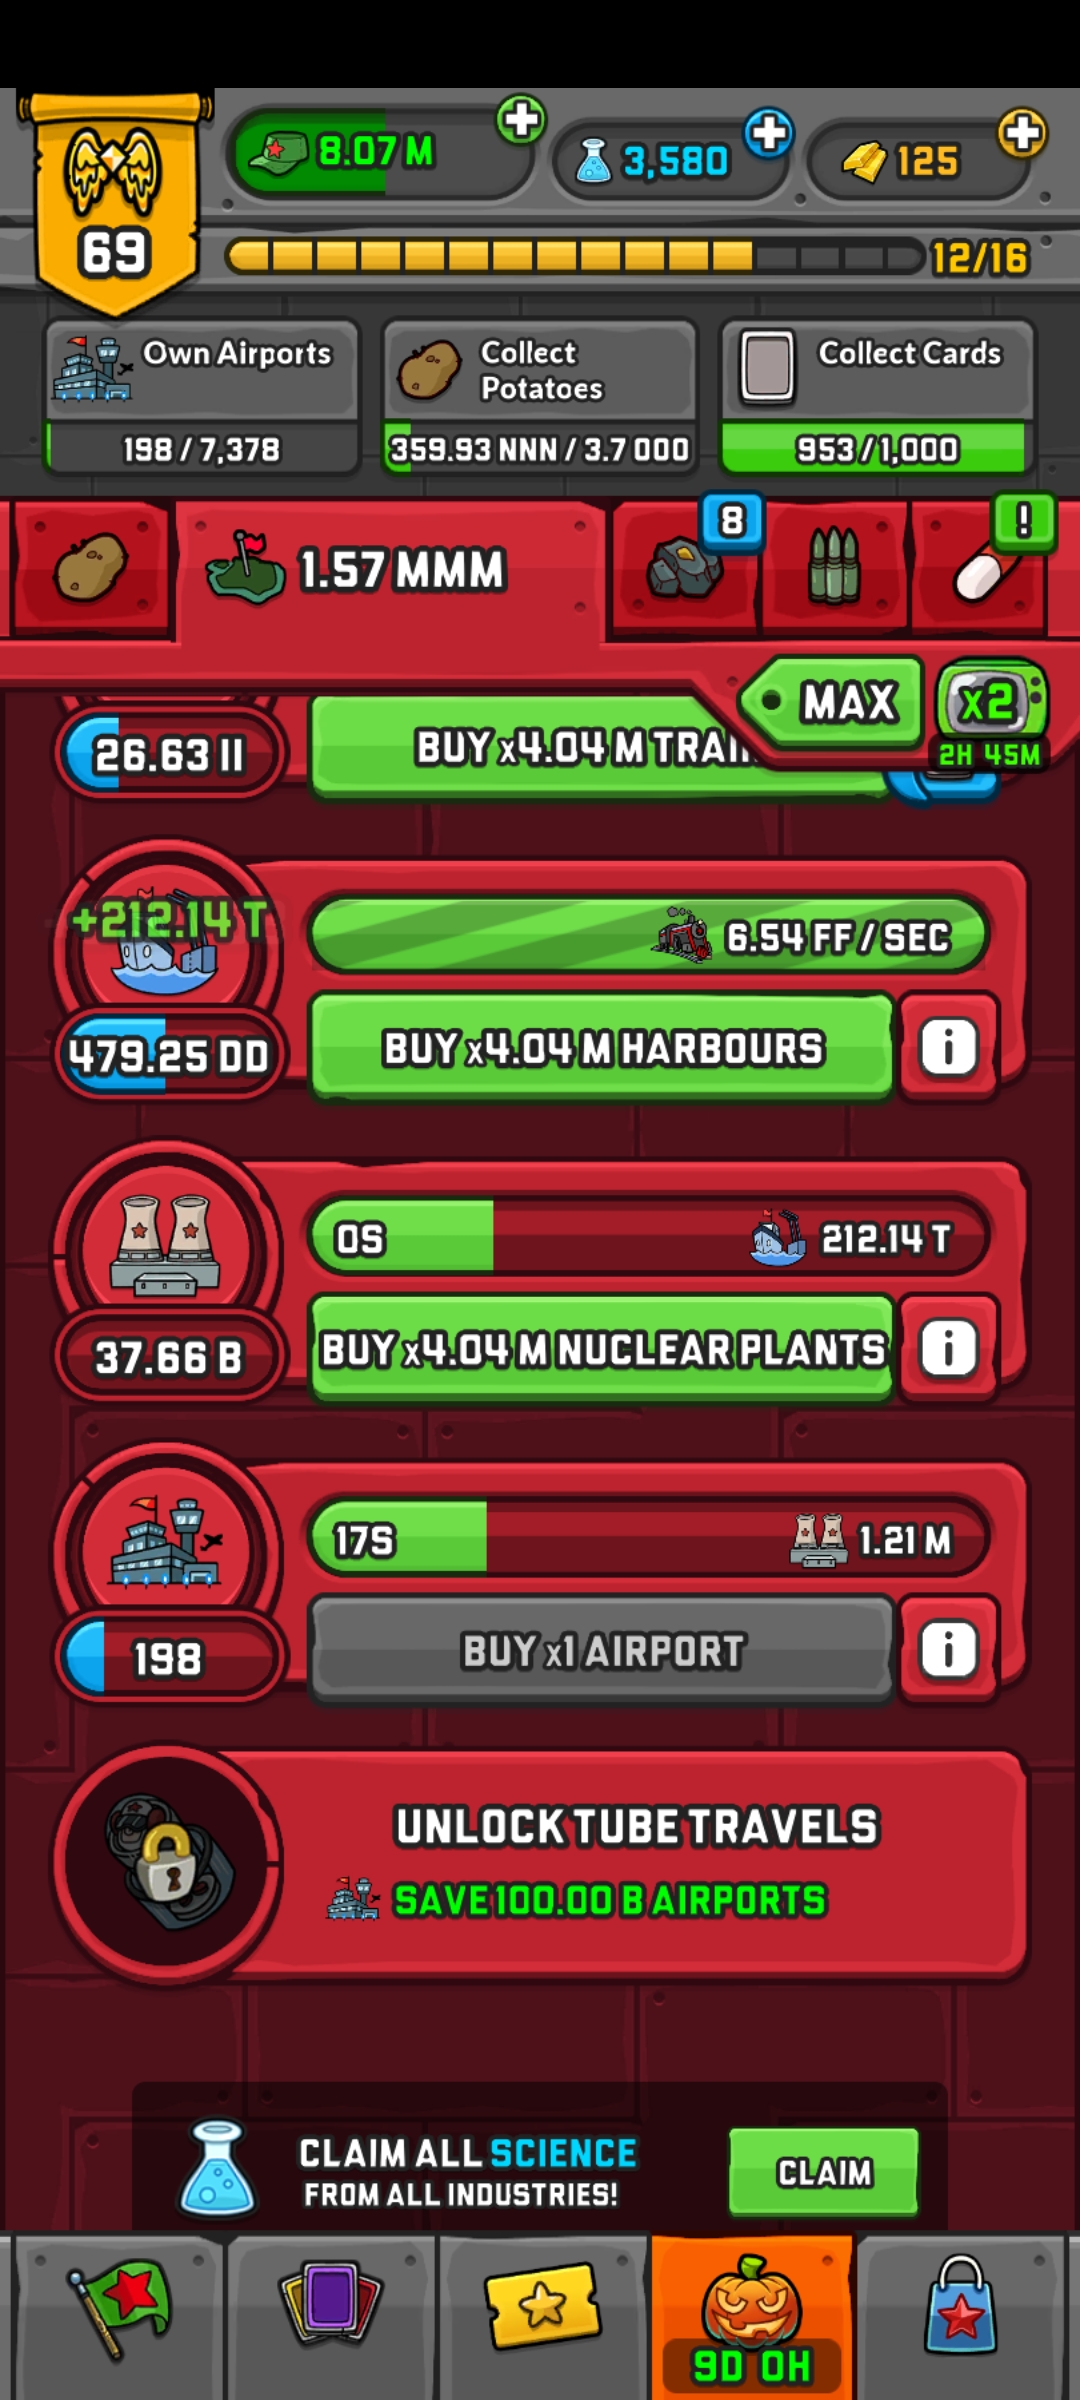 69
8.07 M
3,580
125
12/16
Own Airports
198 / 7,378
Collect
Potatoes
359.93 NNN / 3.7 OOO
Collect Cards
953 / 1,000
1.57 MMM
8
!
MAX
x2
2H 45M
26.63 II
BUY x4.04 M
+212.14 T
6.54 FF / SEC
479.25 DD
BUY x4.04 M HARBOURS
i
0S
212.14 T
37.66 B
BUY x4.04 M NUCLEAR PLANTS
i
17S
1.21 M
198
BUY x1 AIRPORT
i
UNLOCK TUBE TRAVELS
SAVE 100.00 B AIRPORTS
CLAIM ALL SCIENCE
FROM ALL INDUSTRIES!
CLAIM
9D 0H